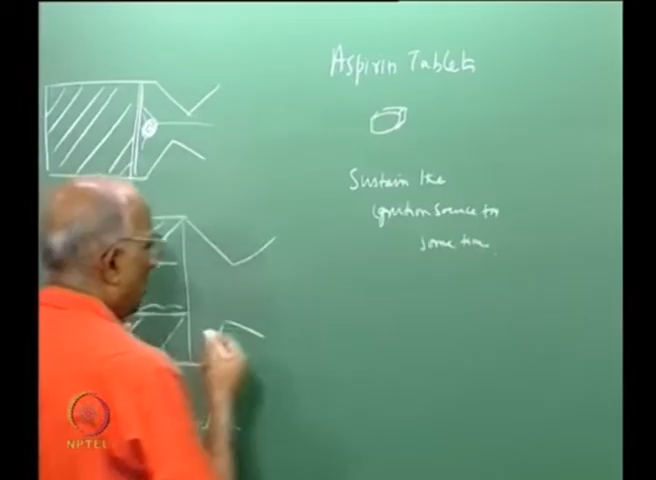 Aspirin Tablets
Sustain the
ignition source for
some time.
NPTEL